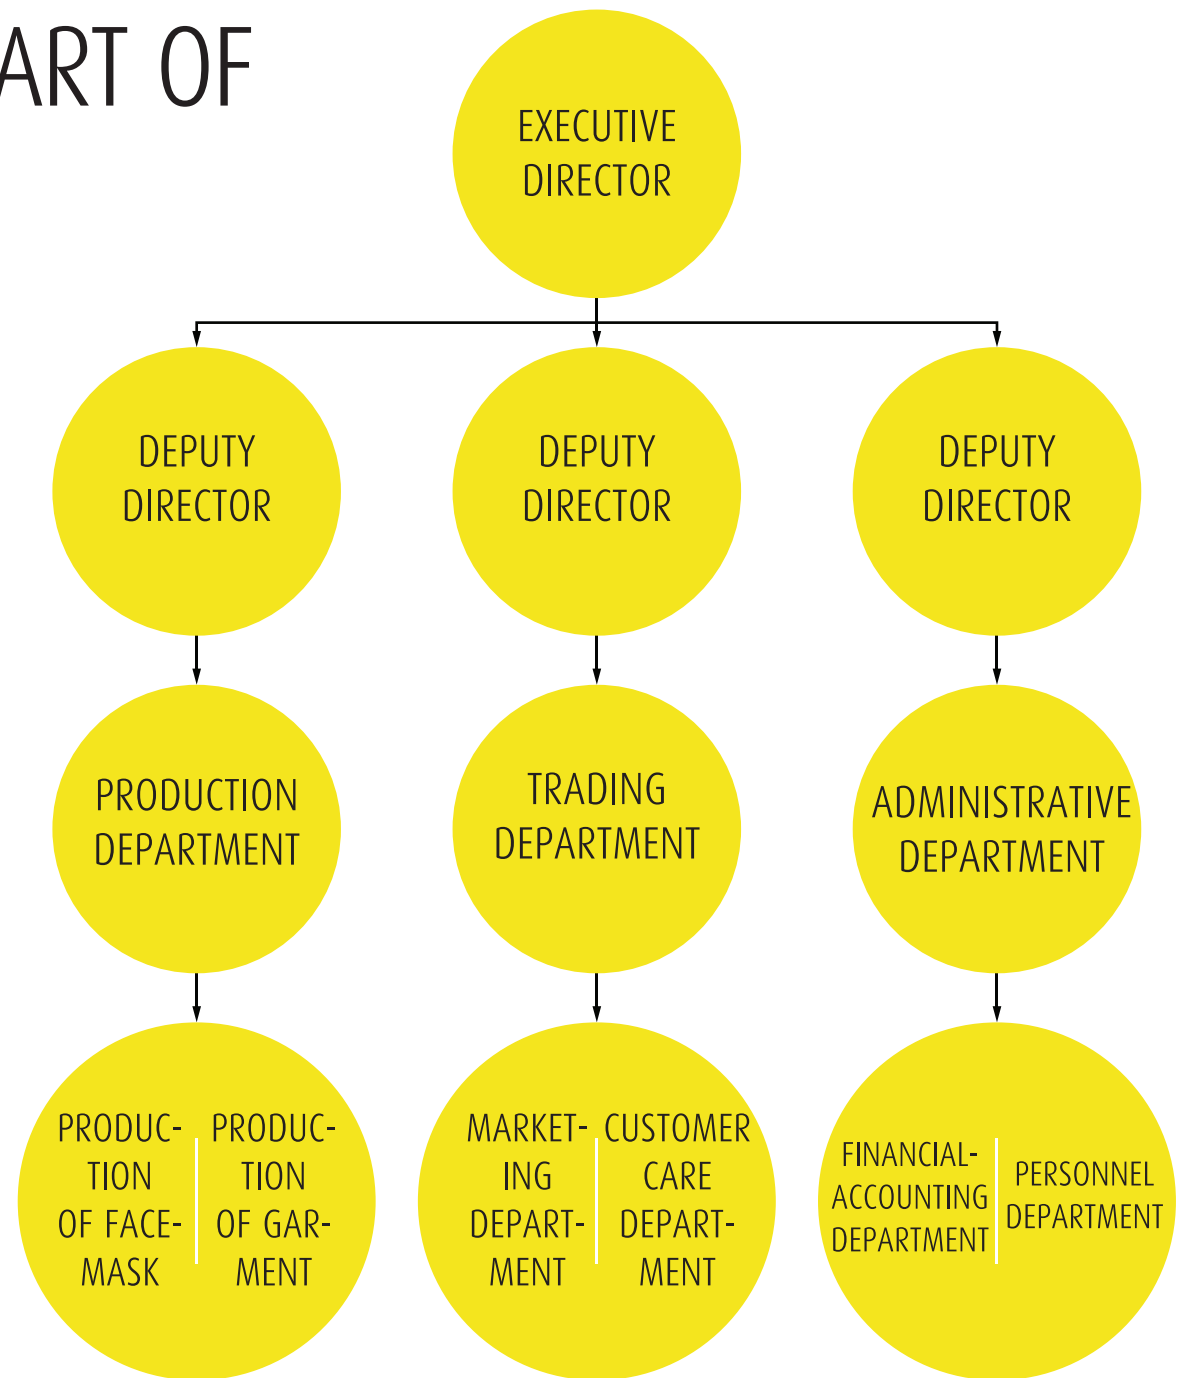 ART OF
EXECUTIVE
DIRECTOR
DEPUTY
DIRECTOR
DEPUTY
DIRECTOR
DEPUTY
DIRECTOR
PRODUCTION
DEPARTMENT
TRADING
DEPARTMENT
ADMINISTRATIVE
DEPARTMENT
PRODUC-
TION
OF FACE-
MASK
PRODUC-
TION
OF GAR-
MENT
MARKET-
ING
DEPART-
MENT
CUSTOMER
CARE
DEPART-
MENT
FINANCIAL-
ACCOUNTING
DEPARTMENT
PERSONNEL
DEPARTMENT